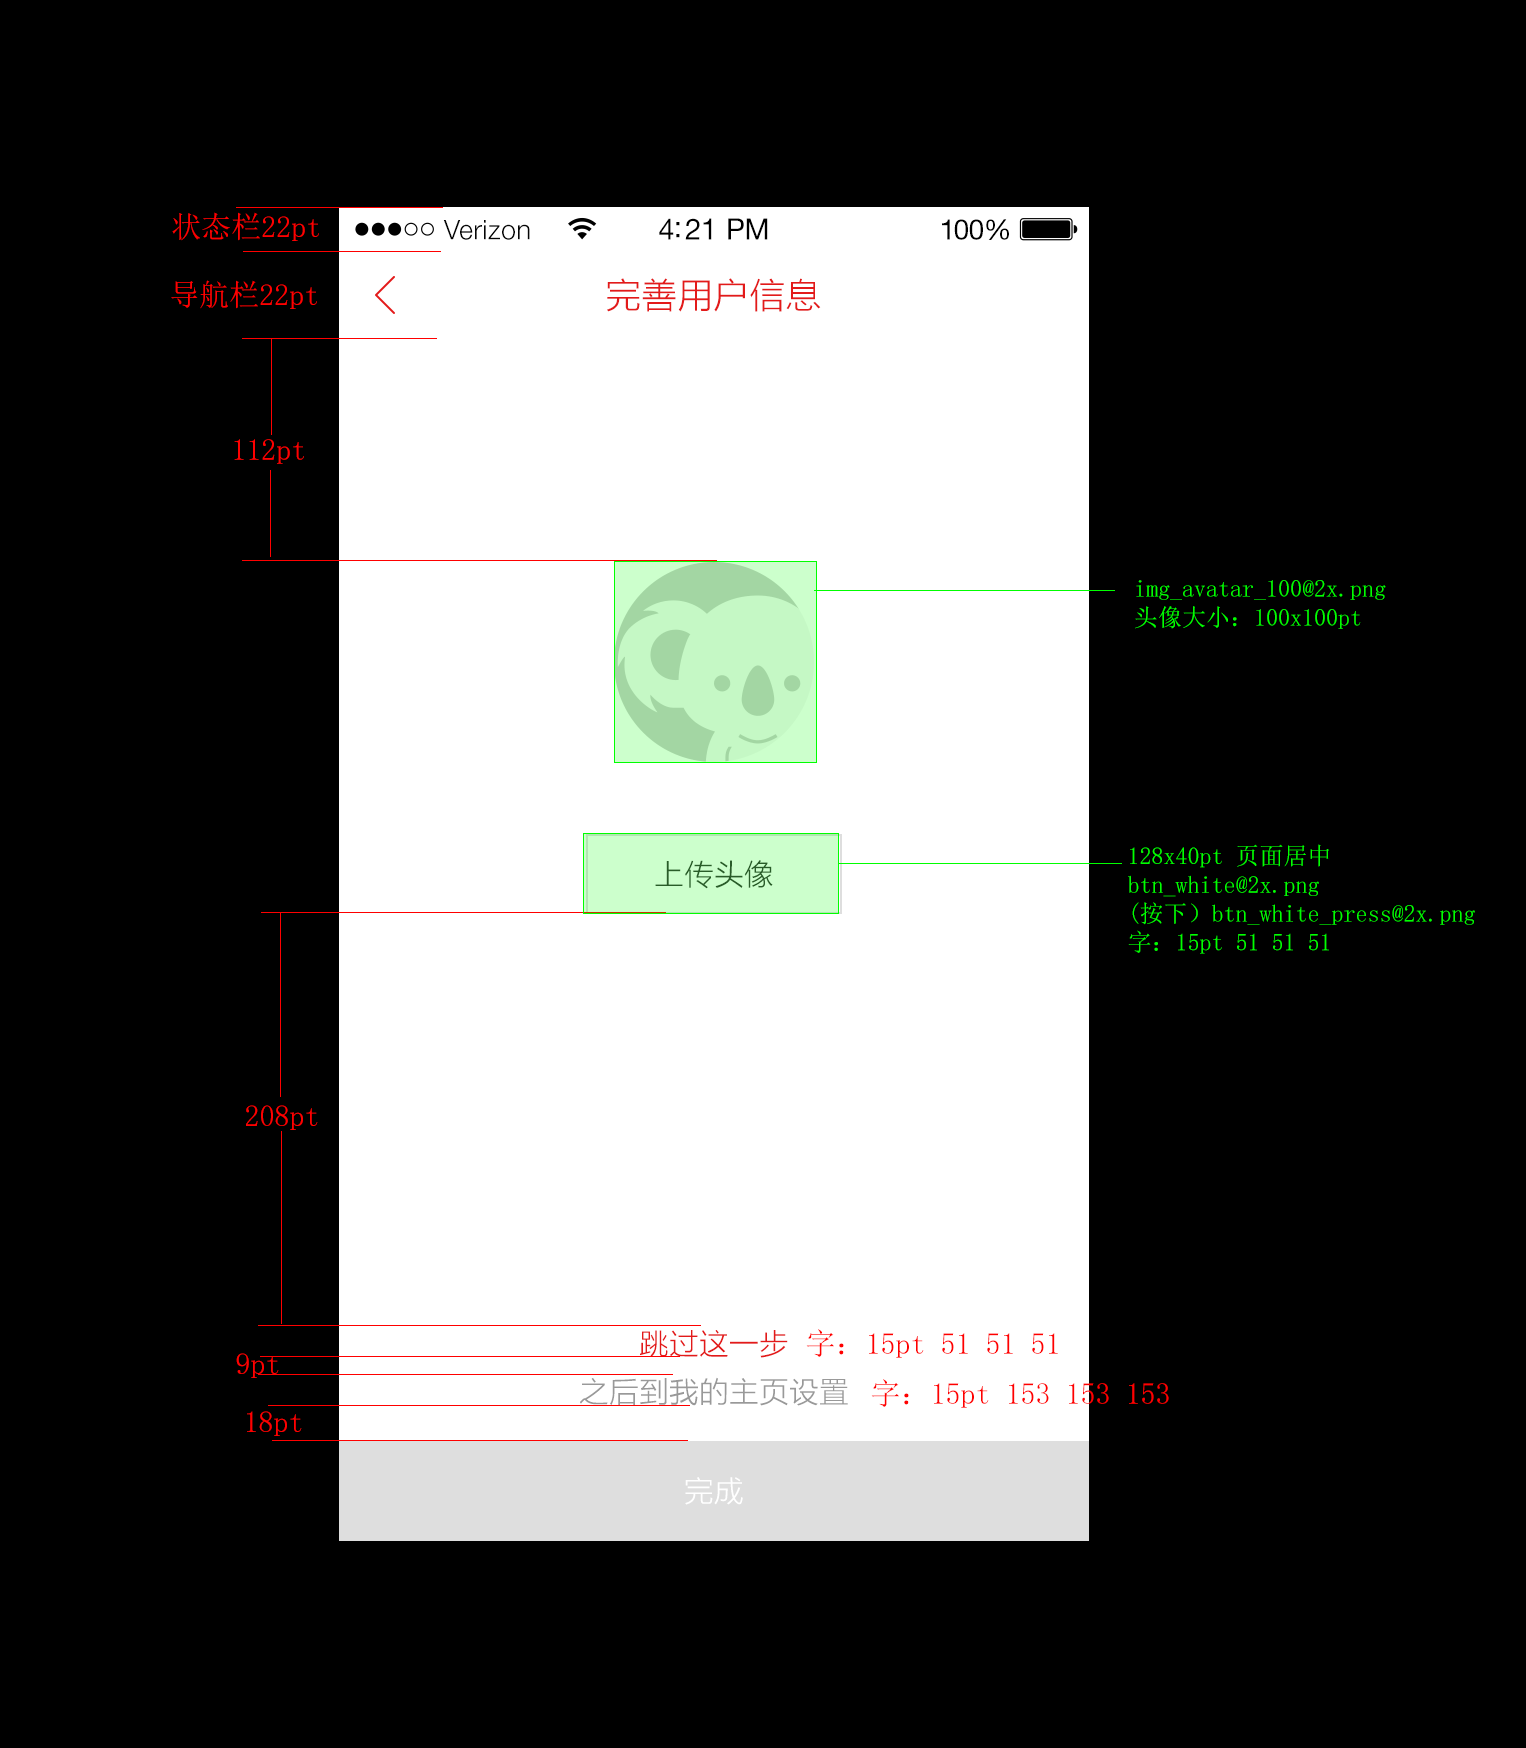 状态栏22pt
Verizon 4:21 PM 100%
导航栏22pt
完善用户信息
112pt
img_avatar_100@2x.png
头像大小：100x100pt
上传头像
128x40pt 页面居中
btn_white@2x.png
(按下）btn_white_press@2x.png
字：15pt 51 51 51
208pt
跳过这一步 字：15pt 51 51 51
9pt
之后到我的主页设置 字：15pt 153 153 153
18pt
完成